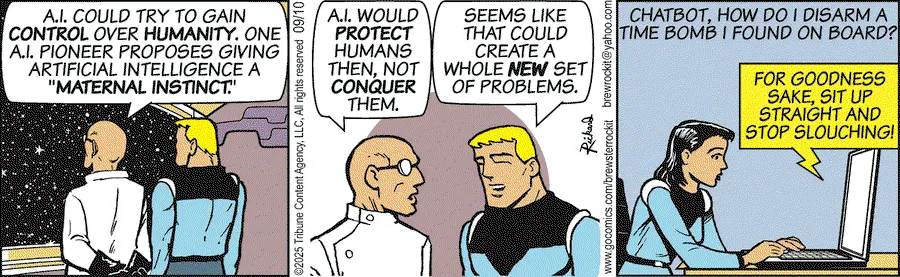 A.I. COULD TRY TO GAIN
CONTROL OVER HUMANITY. ONE
A.I. PIONEER PROPOSES GIVING
ARTIFICIAL INTELLIGENCE A
"MATERNAL INSTINCT."
©2025 Tribune Content Agency, LLC, All rights reserved 09/10
A.I. WOULD
PROTECT
HUMANS
THEN, NOT
CONQUER
THEM.
SEEMS LIKE
THAT COULD
CREATE A
WHOLE NEW SET
OF PROBLEMS.
Richard
www.gocomics.com/brewsterrockit brewrockit@yahoo.com
CHATBOT, HOW DO I DISARM A
TIME BOMB I FOUND ON BOARD?
FOR GOODNESS
SAKE, SIT UP
STRAIGHT AND
STOP SLOUCHING!